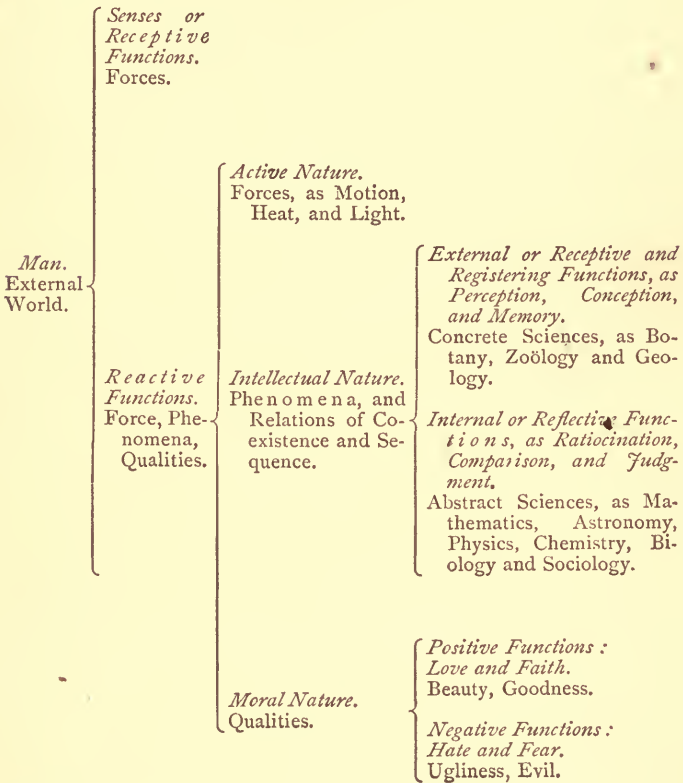 Senses or
Receptive
Functions.
Forces.
Man.
External
World.
Reactive
Functions.
Force, Phe-
nomena,
Qualities.
Active Nature.
Forces, as Motion,
Heat, and Light.
Intellectual Nature.
Phenomena, and
Relations of Co-
existence and Se-
quence.
External or Receptive and
Registering Functions, as
Perception, Conception,
and Memory.
Concrete Sciences, as Bo-
tany, Zoölogy and Geo-
logy.
Internal or Reflective Func-
tions, as Ratiocination,
Comparison, and Judg-
ment.
Abstract Sciences, as Ma-
thematics, Astronomy,
Physics, Chemistry, Bi-
ology and Sociology.
Moral Nature.
Qualities.
Positive Functions :
Love and Faith.
Beauty, Goodness.
Negative Functions :
Hate and Fear.
Ugliness, Evil.